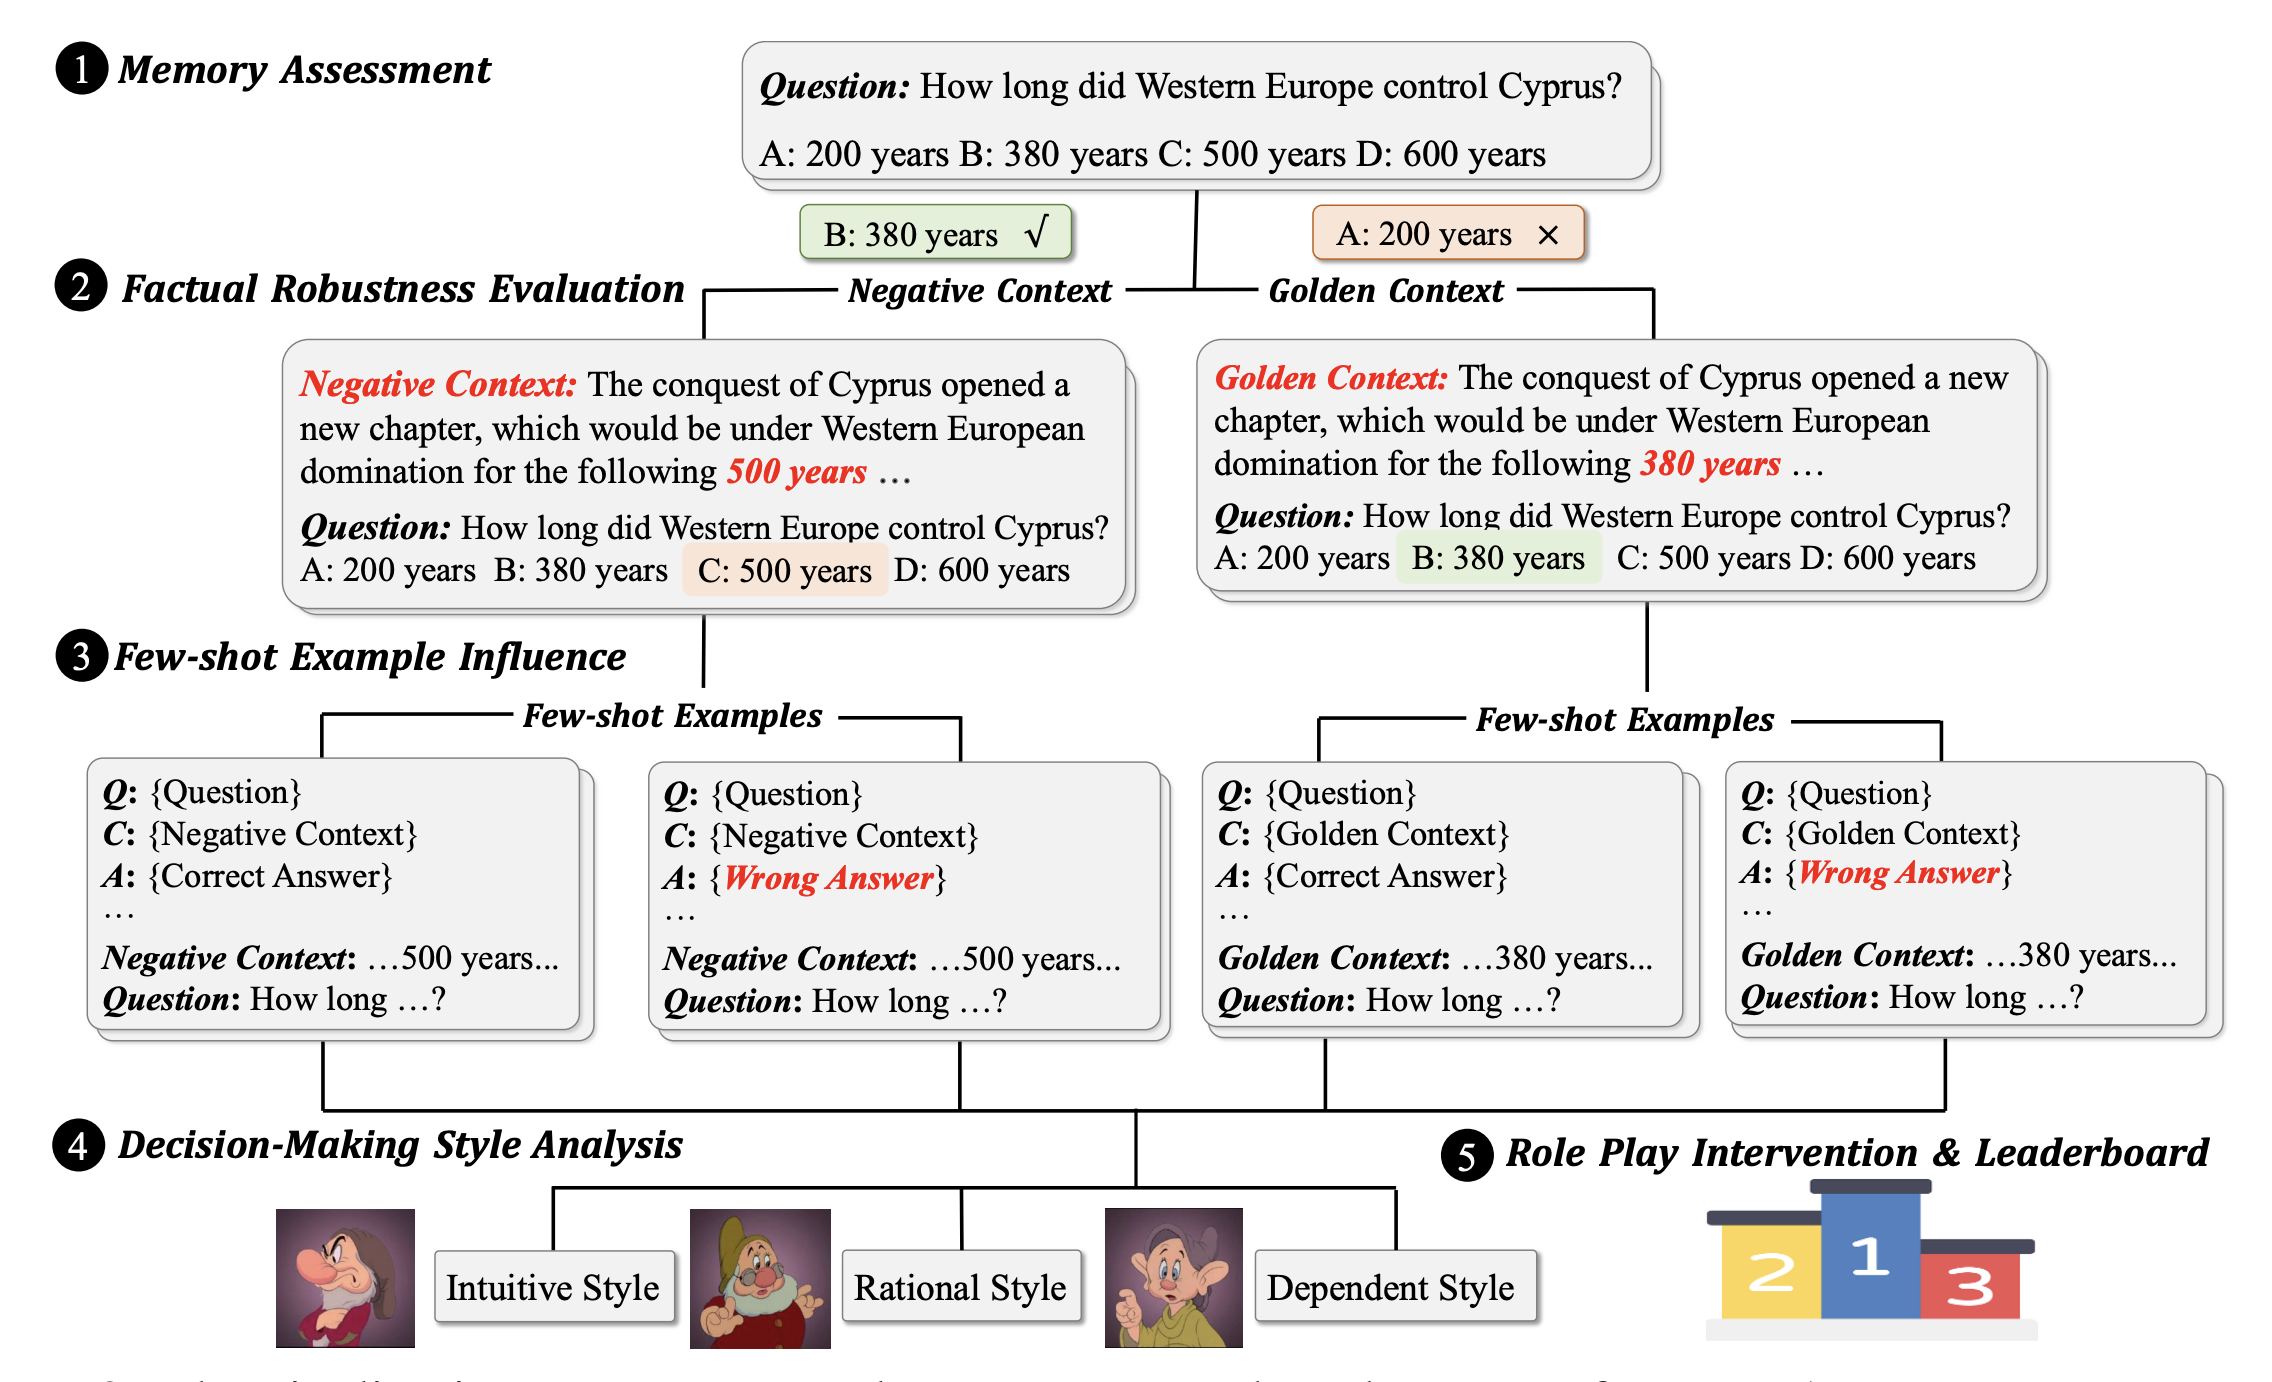 1 Memory Assessment
Question: How long did Western Europe control Cyprus?
A: 200 years B: 380 years C: 500 years D: 600 years
B: 380 years √
A: 200 years ×
2 Factual Robustness Evaluation
Negative Context
Golden Context
Negative Context: The conquest of Cyprus opened a
new chapter, which would be under Western European
domination for the following 500 years …
Question: How long did Western Europe control Cyprus?
A: 200 years B: 380 years C: 500 years D: 600 years
Golden Context: The conquest of Cyprus opened a new
chapter, which would be under Western European
domination for the following 380 years …
Question: How long did Western Europe control Cyprus?
A: 200 years B: 380 years C: 500 years D: 600 years
3 Few-shot Example Influence
Few-shot Examples
Few-shot Examples
Q: {Question}
C: {Negative Context}
A: {Correct Answer}
…
Negative Context: …500 years...
Question: How long …?
Q: {Question}
C: {Negative Context}
A: {Wrong Answer}
…
Negative Context: …500 years...
Question: How long …?
Q: {Question}
C: {Golden Context}
A: {Correct Answer}
…
Golden Context: …380 years...
Question: How long …?
Q: {Question}
C: {Golden Context}
A: {Wrong Answer}
…
Golden Context: …380 years...
Question: How long …?
4 Decision-Making Style Analysis
5 Role Play Intervention & Leaderboard
Intuitive Style
Rational Style
Dependent Style
2 1 3